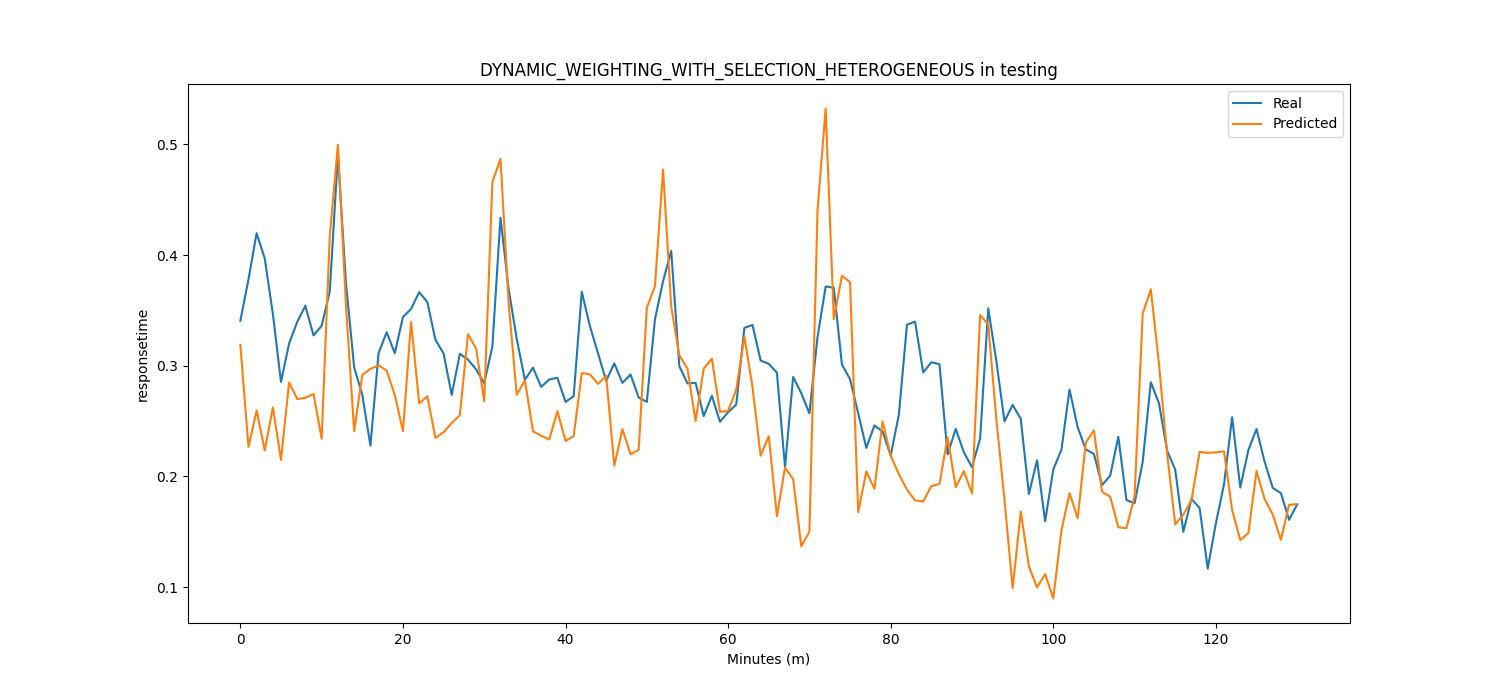 DYNAMIC_WEIGHTING_WITH_SELECTION_HETEROGENEOUS in testing
Real
Predicted
0.5
0.4
0.3
0.2
0.1
responsetime
0 20 40 60 80 100 120
Minutes (m)